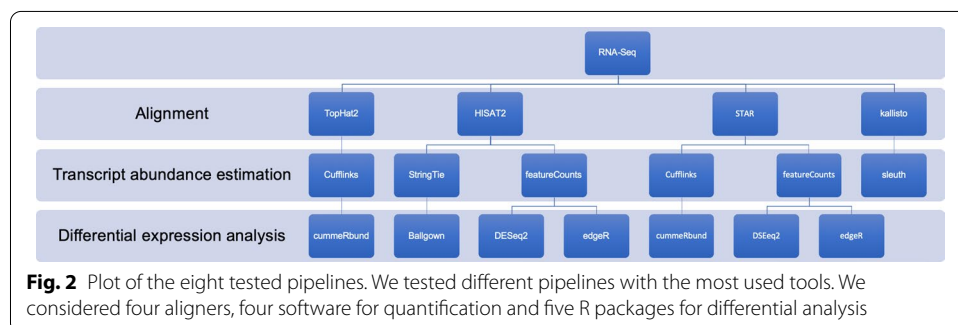 RNA-Seq
Alignment
TopHat2
HISAT2
STAR
kallisto
Transcript abundance estimation
Cufflinks
StringTie
featureCounts
Cufflinks
featureCounts
sleuth
Differential expression analysis
cummeRbund
Ballgown
DESeq2
edgeR
cummeRbund
DSEeq2
edgeR
Fig. 2 Plot of the eight tested pipelines. We tested different pipelines with the most used tools. We
considered four aligners, four software for quantification and five R packages for differential analysis